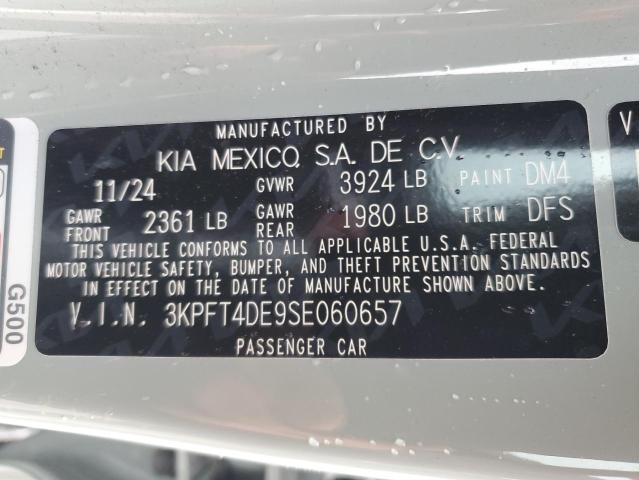 MANUFACTURED BY
KIA MEXICO, S.A. DE C.V.
11/24 GVWR 3924 LB PAINT DM4
GAWR FRONT 2361 LB GAWR REAR 1980 LB TRIM DFS
THIS VEHICLE CONFORMS TO ALL APPLICABLE U.S.A. FEDERAL
MOTOR VEHICLE SAFETY, BUMPER, AND THEFT PREVENTION STANDARDS
IN EFFECT ON THE DATE OF MANUFACTURE SHOWN ABOVE.
V.I.N. 3KPFT4DE9SE060657
PASSENGER CAR
G500
V